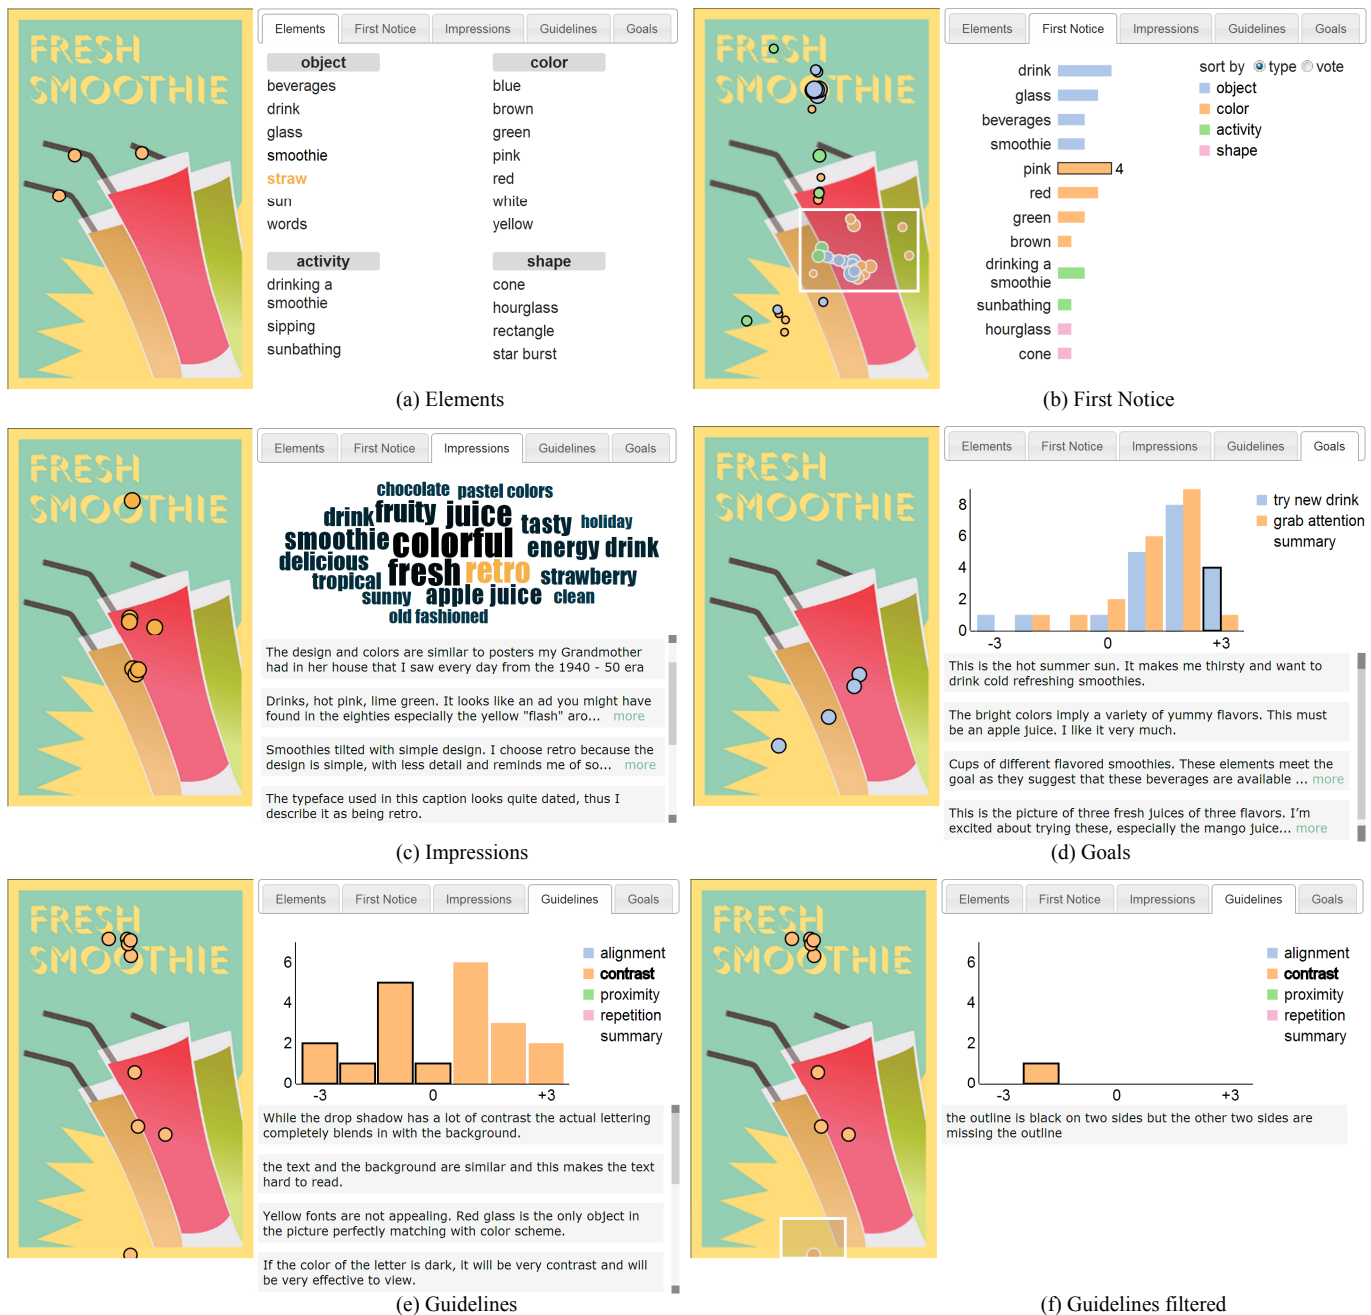 FRESH
SMOOTHIE
Elements First Notice Impressions Guidelines Goals
object color
beverages blue
drink brown
glass green
smoothie pink
straw red
sun white
words yellow
activity shape
drinking a cone
smoothie hourglass
sipping rectangle
sunbathing star burst
(a) Elements
FRESH
SMOOTHIE
Elements First Notice Impressions Guidelines Goals
sort by type vote
object
color
activity
shape
drink
glass
beverages
smoothie
pink 4
red
green
brown
drinking a
smoothie
sunbathing
hourglass
cone
(b) First Notice
FRESH
SMOOTHIE
Elements First Notice Impressions Guidelines Goals
chocolate pastel colors
drink fruity juice tasty holiday
smoothie colorful energy drink
delicious fresh retro strawberry
tropical
sunny apple juice clean
old fashioned
The design and colors are similar to posters my Grandmother
had in her house that I saw every day from the 1940 - 50 era
Drinks, hot pink, lime green. It looks like an ad you might have
found in the eighties especially the yellow "flash" aro... more
Smoothies tilted with simple design. I choose retro because the
design is simple, with less detail and reminds me of so... more
The typeface used in this caption looks quite dated, thus I
describe it as being retro.
(c) Impressions
FRESH
SMOOTHIE
Elements First Notice Impressions Guidelines Goals
8
6
4
2
0
-3 0 +3
try new drink
grab attention
summary
This is the hot summer sun. It makes me thirsty and want to
drink cold refreshing smoothies.
The bright colors imply a variety of yummy flavors. This must
be an apple juice. I like it very much.
Cups of different flavored smoothies. These elements meet the
goal as they suggest that these beverages are available ... more
This is the picture of three fresh juices of three flavors. I'm
excited about trying these, especially the mango juice... more
(d) Goals
FRESH
SMOOTHIE
Elements First Notice Impressions Guidelines Goals
6
4
2
0
-3 0 +3
alignment
contrast
proximity
repetition
summary
While the drop shadow has a lot of contrast the actual lettering
completely blends in with the background.
the text and the background are similar and this makes the text
hard to read.
Yellow fonts are not appealing. Red glass is the only object in
the picture perfectly matching with color scheme.
If the color of the letter is dark, it will be very contrast and will
be very effective to view.
(e) Guidelines
FRESH
SMOOTHIE
Elements First Notice Impressions Guidelines Goals
6
4
2
0
-3 0 +3
alignment
contrast
proximity
repetition
summary
the outline is black on two sides but the other two sides are
missing the outline
(f) Guidelines filtered